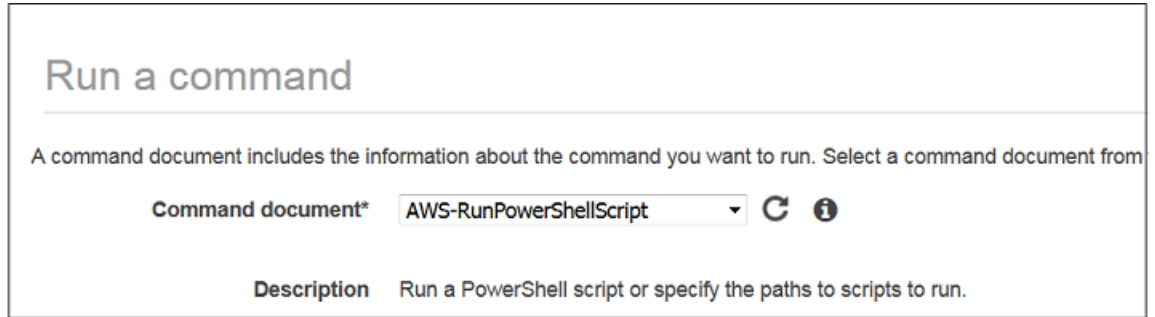 Run a command
A command document includes the information about the command you want to run. Select a command document from
Command document* AWS-RunPowerShellScript
Description Run a PowerShell script or specify the paths to scripts to run.